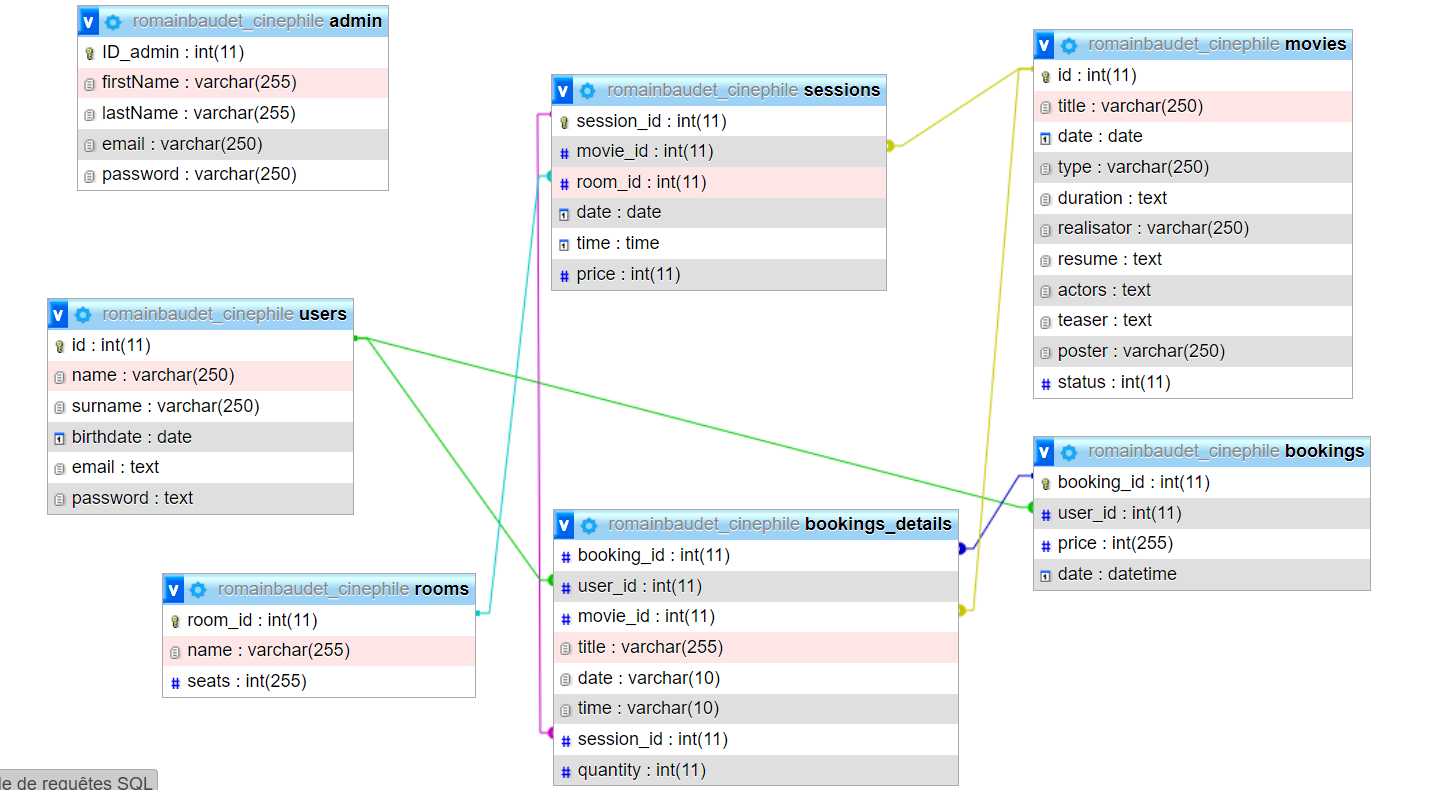 v romainbaudet_cinephile admin
ID_admin : int(11)
firstName : varchar(255)
lastName : varchar(255)
email : varchar(250)
password : varchar(250)
v romainbaudet_cinephile sessions
session_id : int(11)
# movie_id : int(11)
# room_id : int(11)
date : date
time : time
# price : int(11)
v romainbaudet_cinephile movies
id : int(11)
title : varchar(250)
date : date
type : varchar(250)
duration : text
realisator : varchar(250)
resume : text
actors : text
teaser : text
poster : varchar(250)
# status : int(11)
v romainbaudet_cinephile users
id : int(11)
name : varchar(250)
surname : varchar(250)
birthdate : date
email : text
password : text
v romainbaudet_cinephile bookings
booking_id : int(11)
# user_id : int(11)
# price : int(255)
date : datetime
v romainbaudet_cinephile bookings_details
# booking_id : int(11)
# user_id : int(11)
# movie_id : int(11)
title : varchar(255)
date : varchar(10)
time : varchar(10)
# session_id : int(11)
# quantity : int(11)
v romainbaudet_cinephile rooms
room_id : int(11)
name : varchar(255)
# seats : int(255)
de requêtes SQL